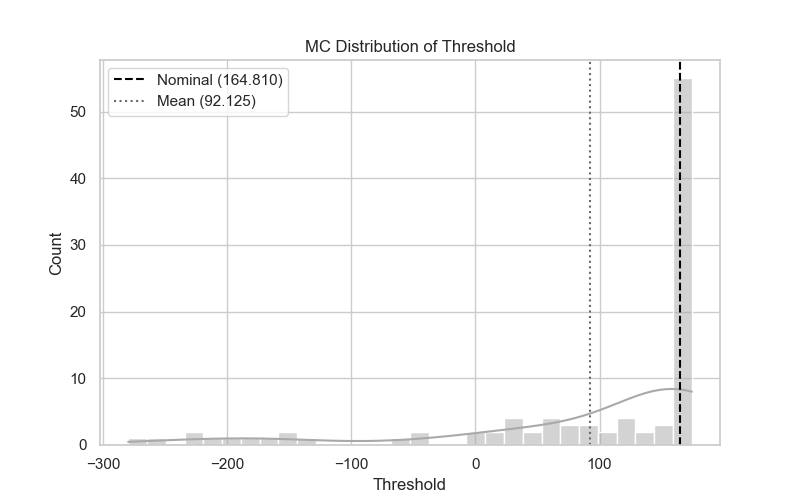 MC Distribution of Threshold
Nominal (164.810)
Mean (92.125)
Count
50
40
30
20
10
0
−300
−200
−100
0
100
Threshold